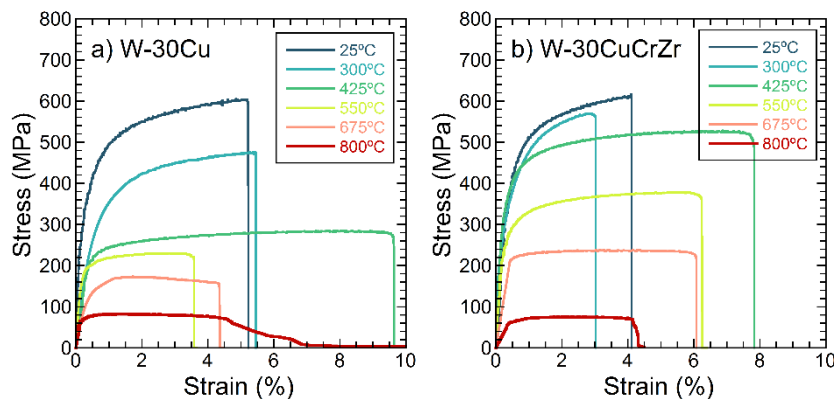 a) W-30Cu
25ºC
300ºC
425ºC
550ºC
675ºC
800ºC
Stress (MPa)
800
700
600
500
400
300
200
100
0
0 2 4 6 8 10
Strain (%)
b) W-30CuCrZr
25ºC
300ºC
425ºC
550ºC
675ºC
800ºC
Stress (MPa)
800
700
600
500
400
300
200
100
0
0 2 4 6 8 10
Strain (%)